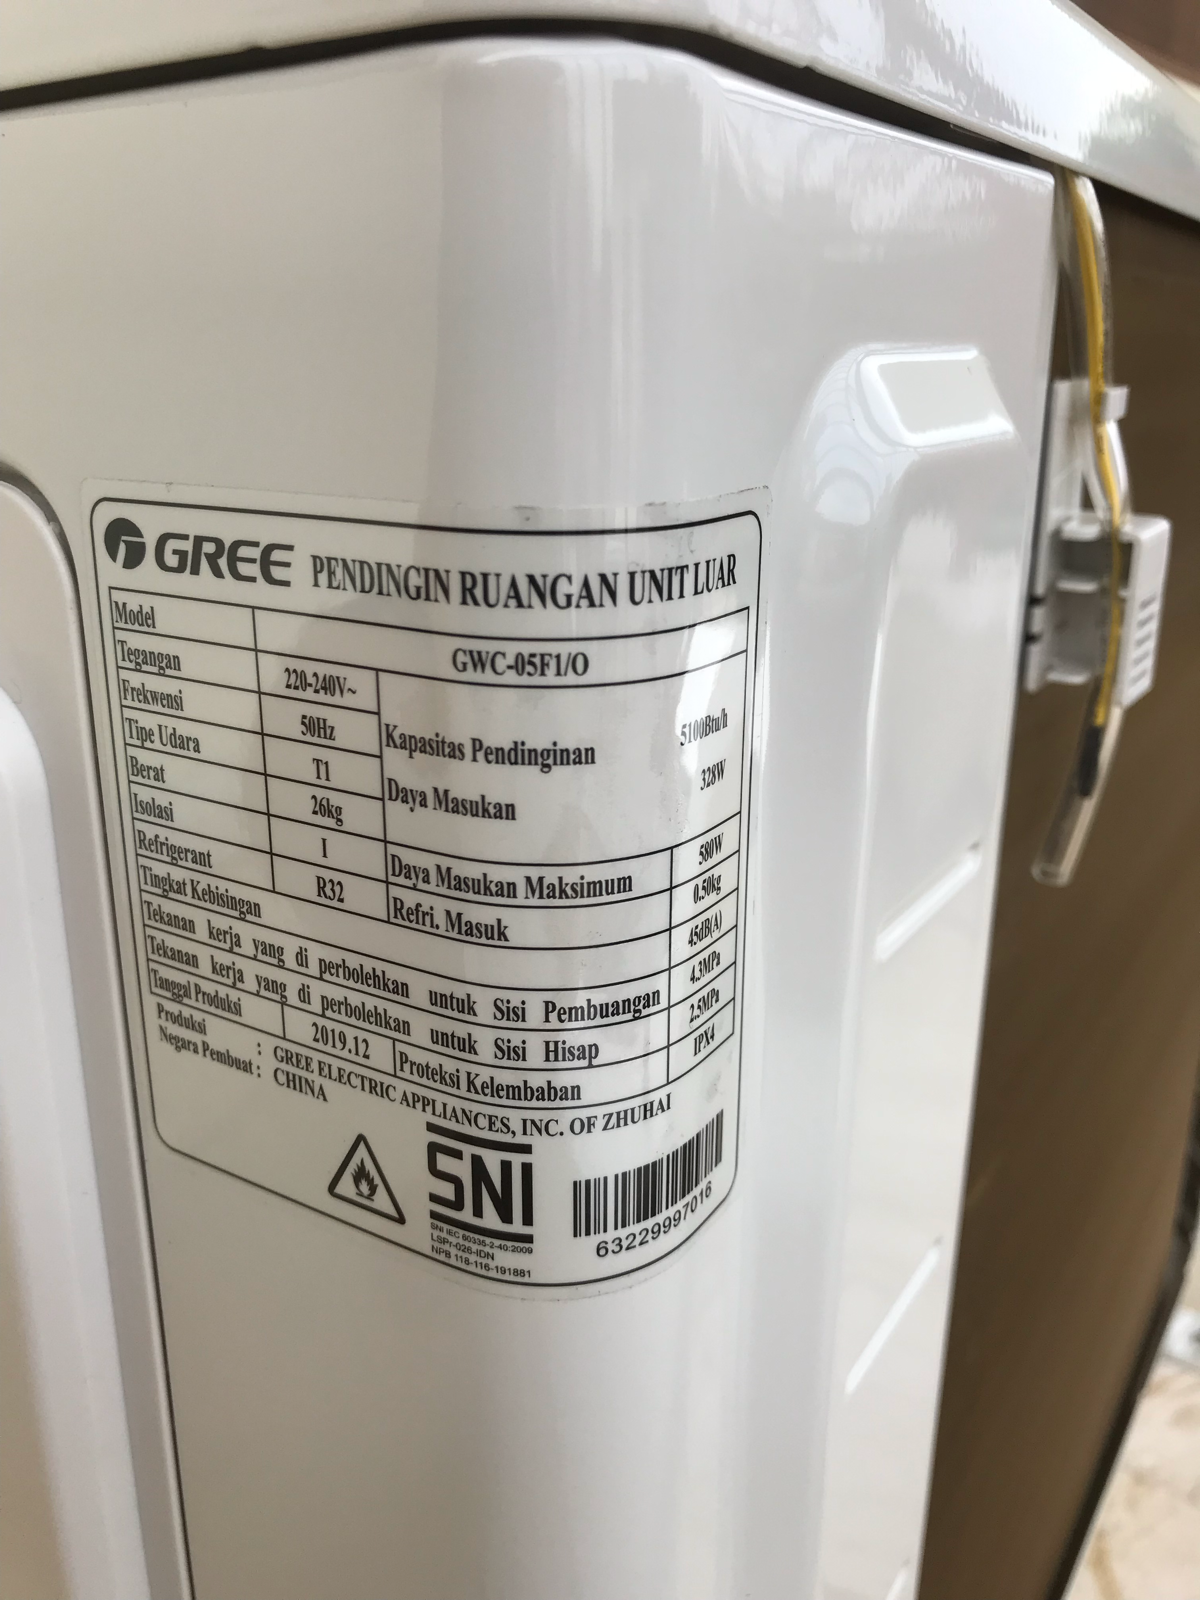 GREE PENDINGIN RUANGAN UNIT LUAR
Model GWC-05F1/O
Tegangan 220-240V~
Frekwensi 50Hz
Tipe Udara T1
Berat 26kg
Isolasi I
Refrigerant R32
Kapasitas Pendinginan 5100Btu/h
Daya Masukan 328W
Daya Masukan Maksimum 580W
Refri. Masuk 0.50kg
Tingkat Kebisingan 45dB(A)
Tekanan kerja yang di perbolehkan untuk Sisi Pembuangan 4.3MPa
Tekanan kerja yang di perbolehkan untuk Sisi Hisap 2.5MPa
Tanggal Produksi 2019.12 Proteksi Kelembaban IPX4
Produksi : GREE ELECTRIC APPLIANCES, INC. OF ZHUHAI
Negara Pembuat : CHINA
SNI
SNI IEC 60335-2-40:2009
LSPr-026-IDN
NPB 118-116-191881
63229997016